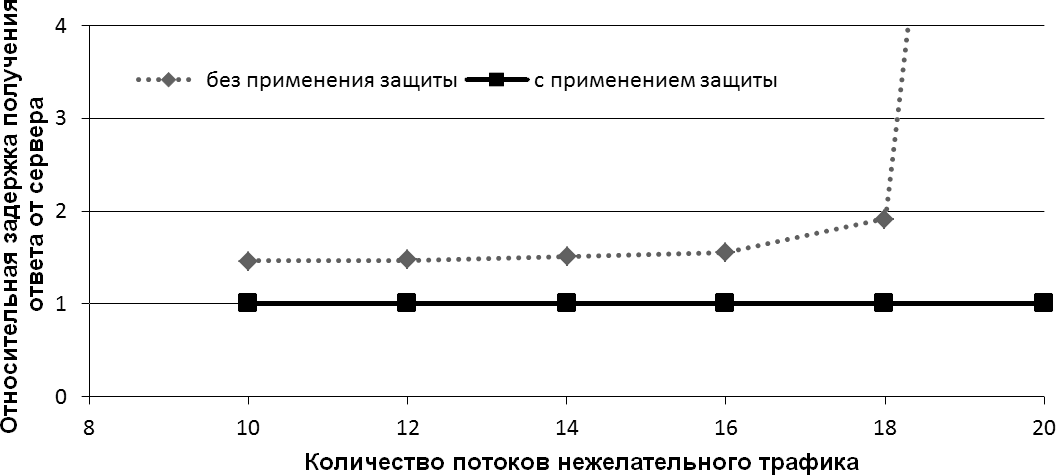 Относительная задержка получения
ответа от сервера
4
3
2
1
0
без применения защиты
с применением защиты
8 10 12 14 16 18 20
Количество потоков нежелательного трафика